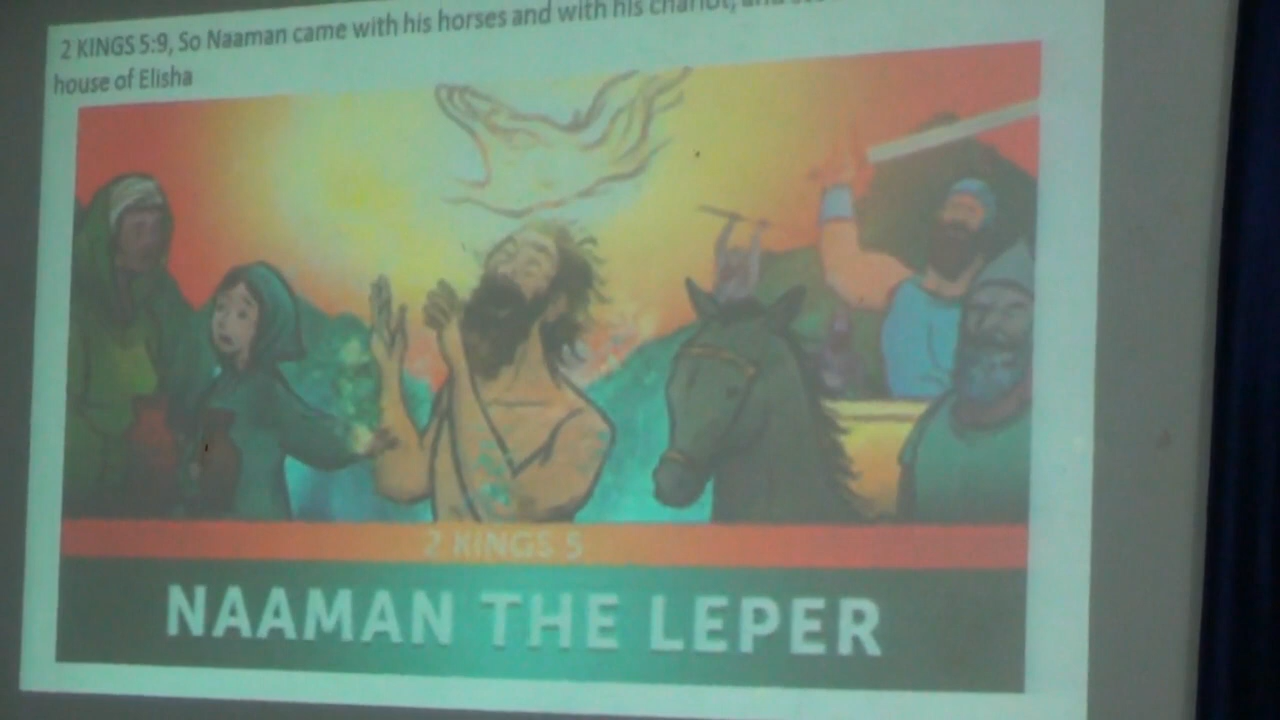 2 KINGS 5:9, So Naaman came with his horses and with his chariot, and
house of Elisha
2 KINGS 5
NAAMAN THE LEPER